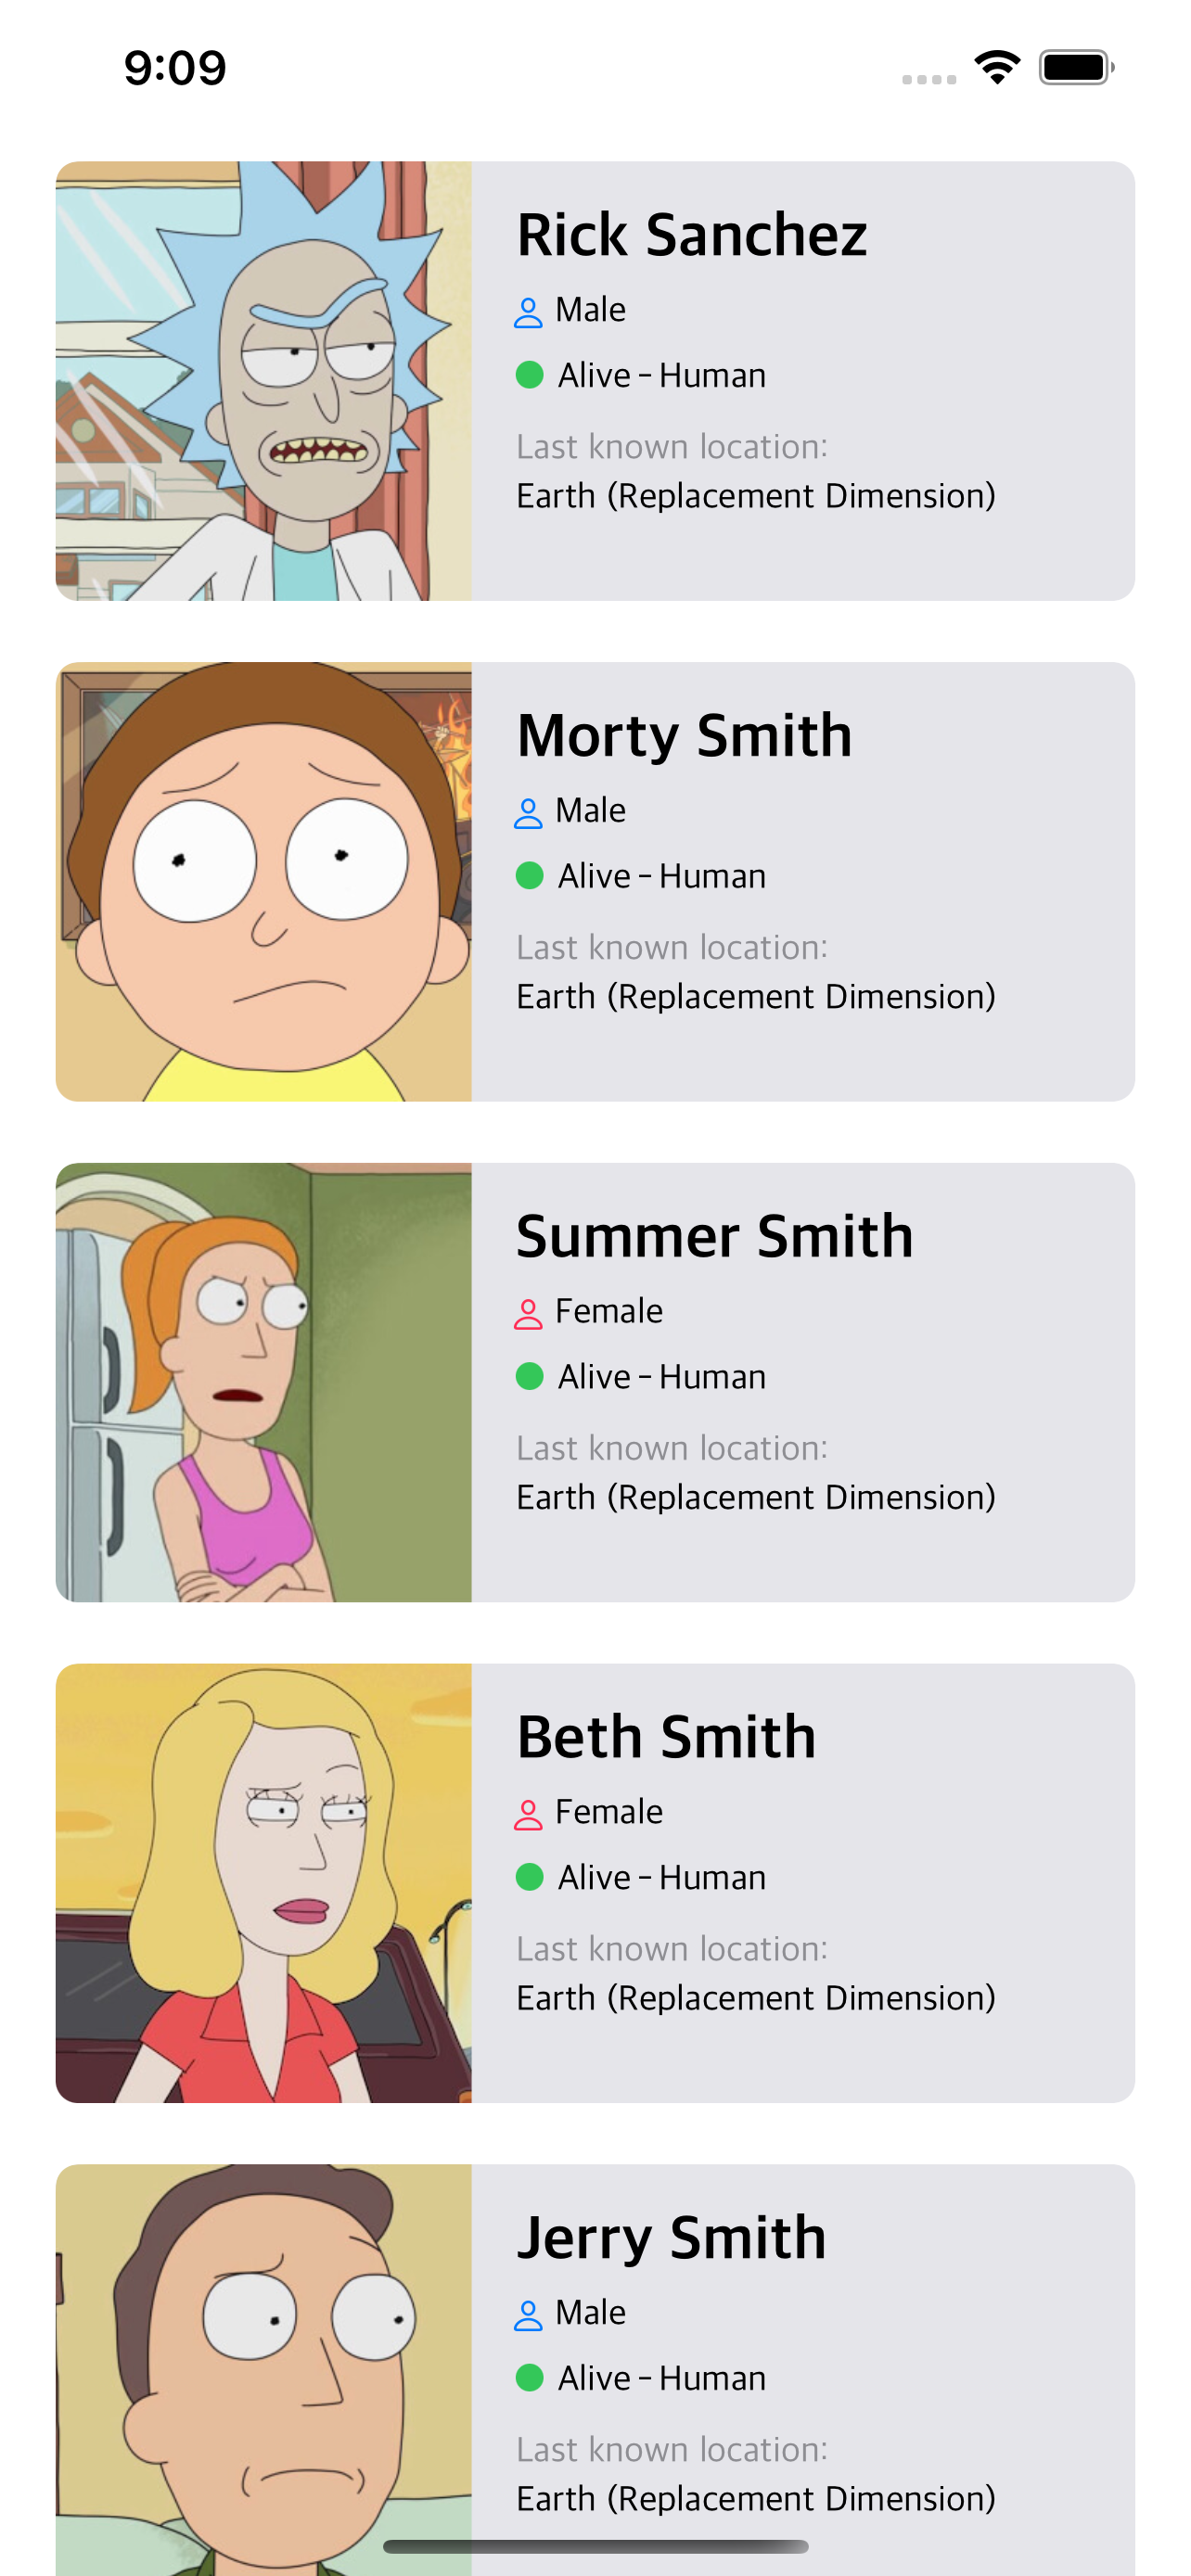 9:09
Rick Sanchez
Male
Alive - Human
Last known location:
Earth (Replacement Dimension)
Morty Smith
Male
Alive - Human
Last known location:
Earth (Replacement Dimension)
Summer Smith
Female
Alive - Human
Last known location:
Earth (Replacement Dimension)
Beth Smith
Female
Alive - Human
Last known location:
Earth (Replacement Dimension)
Jerry Smith
Male
Alive - Human
Last known location:
Earth (Replacement Dimension)